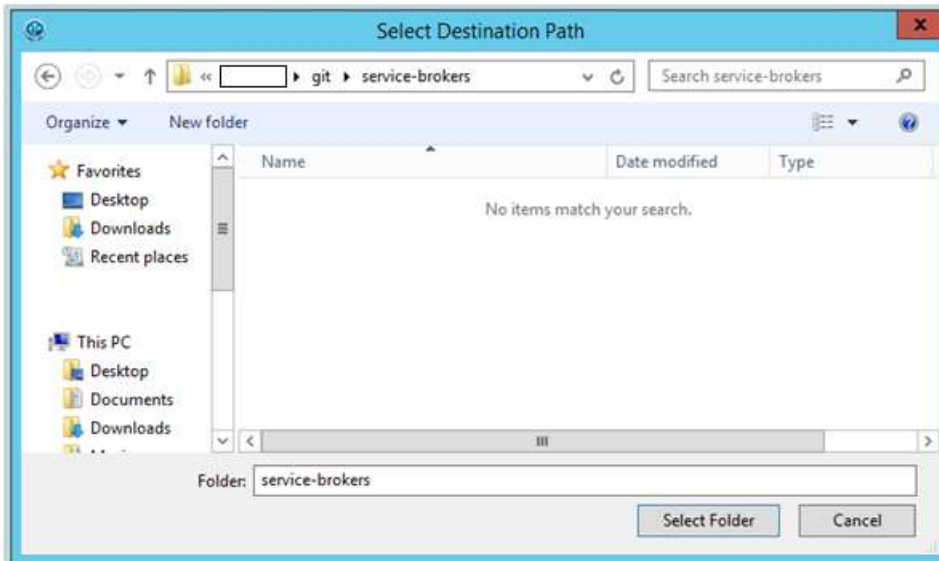 Select Destination Path
« git service-brokers
Search service-brokers
Organize New folder
Name Date modified Type
Favorites
Desktop
Downloads
Recent places
No items match your search.
This PC
Desktop
Documents
Downloads
Folder: service-brokers
Select Folder Cancel